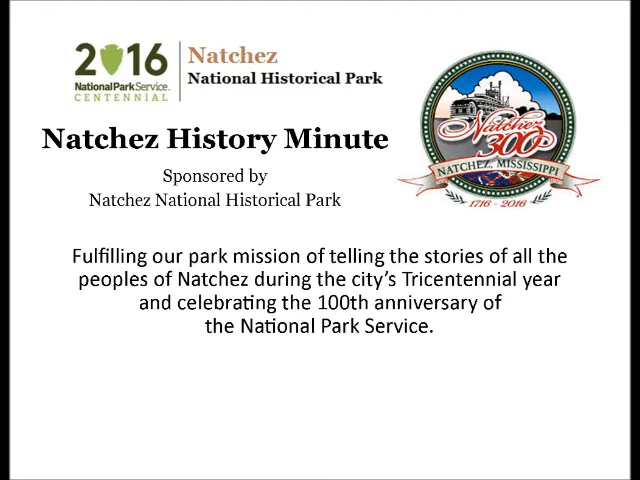 2016
National Park Service
CENTENNIAL
Natchez
National Historical Park
Natchez History Minute
Sponsored by
Natchez National Historical Park
Natchez
300
NATCHEZ, MISSISSIPPI
1716 - 2016
Fulfilling our park mission of telling the stories of all the
peoples of Natchez during the city’s Tricentennial year
and celebrating the 100th anniversary of
the National Park Service.